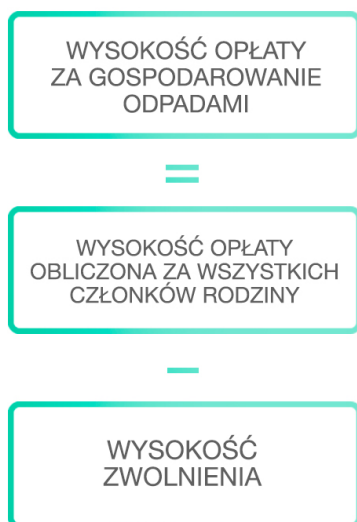 WYSOKOŚĆ OPŁATY
ZA GOSPODAROWANIE
ODPADAMI
=
WYSOKOŚĆ OPŁATY
OBLICZONA ZA WSZYSTKICH
CZŁONKÓW RODZINY
–
WYSOKOŚĆ
ZWOLNIENIA